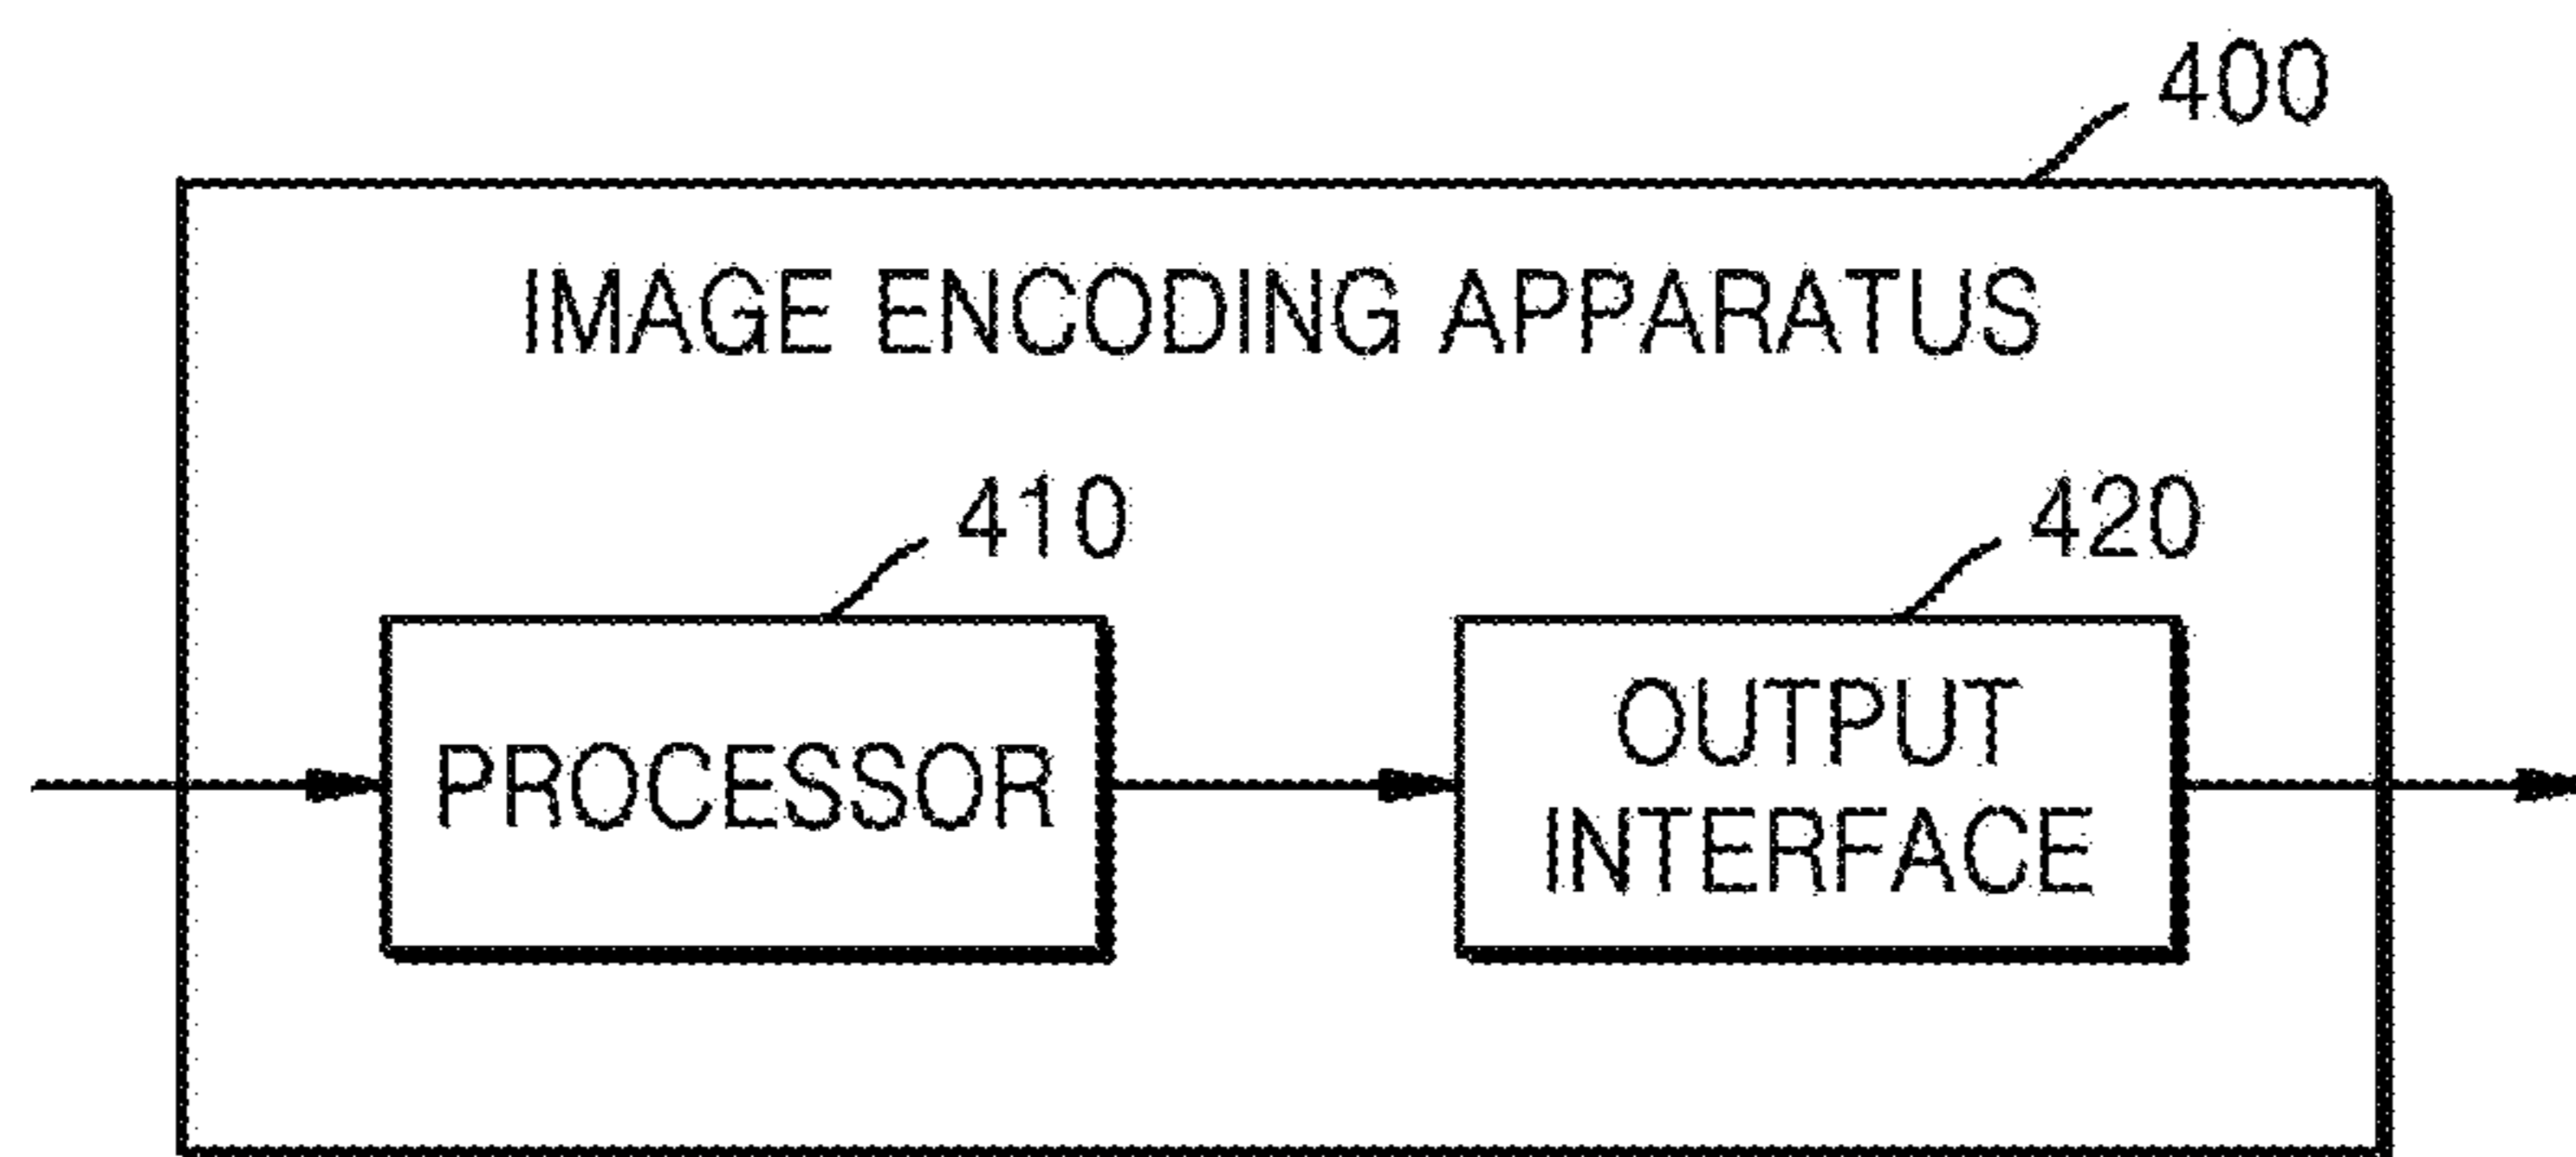 400
IMAGE ENCODING APPARATUS
410
420
PROCESSOR
OUTPUT
INTERFACE